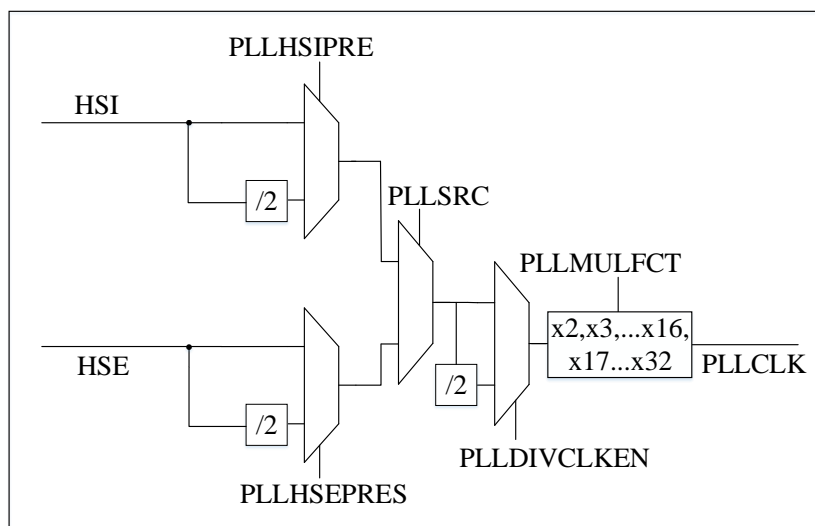 PLLHSIPRE
HSI
/2
PLLSRC
PLLMULFCT
x2,x3,...x16,
x17...x32
PLLCLK
HSE
/2
/2
PLLDIVCLKEN
PLLHSEPRES